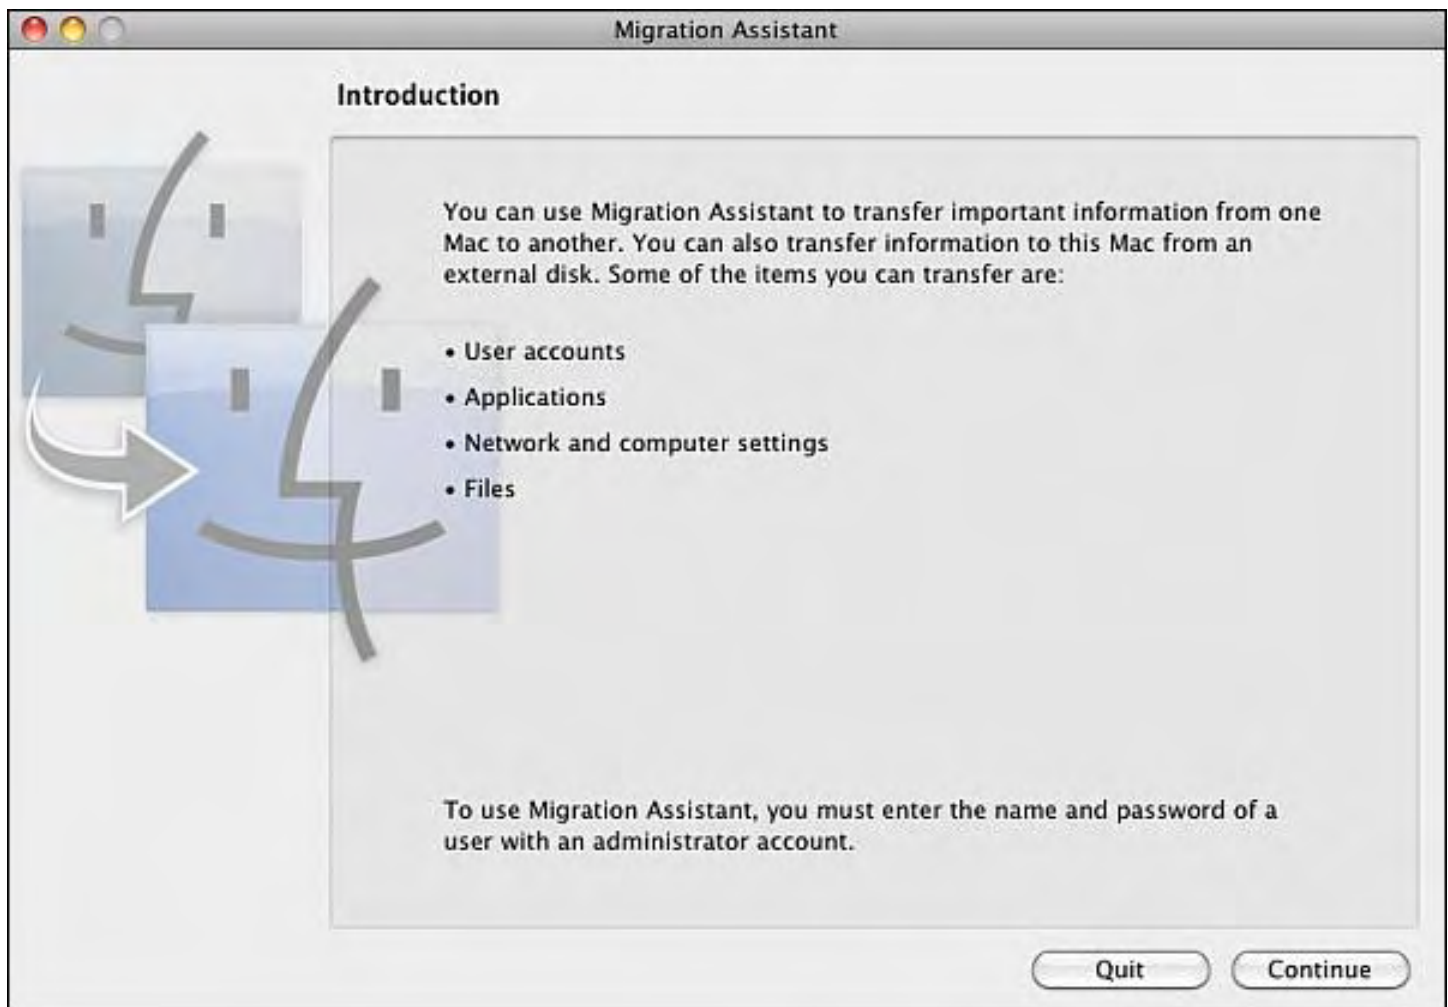 Migration Assistant
Introduction
You can use Migration Assistant to transfer important information from one
Mac to another. You can also transfer information to this Mac from an
external disk. Some of the items you can transfer are:
• User accounts
• Applications
• Network and computer settings
• Files
To use Migration Assistant, you must enter the name and password of a
user with an administrator account.
Quit
Continue